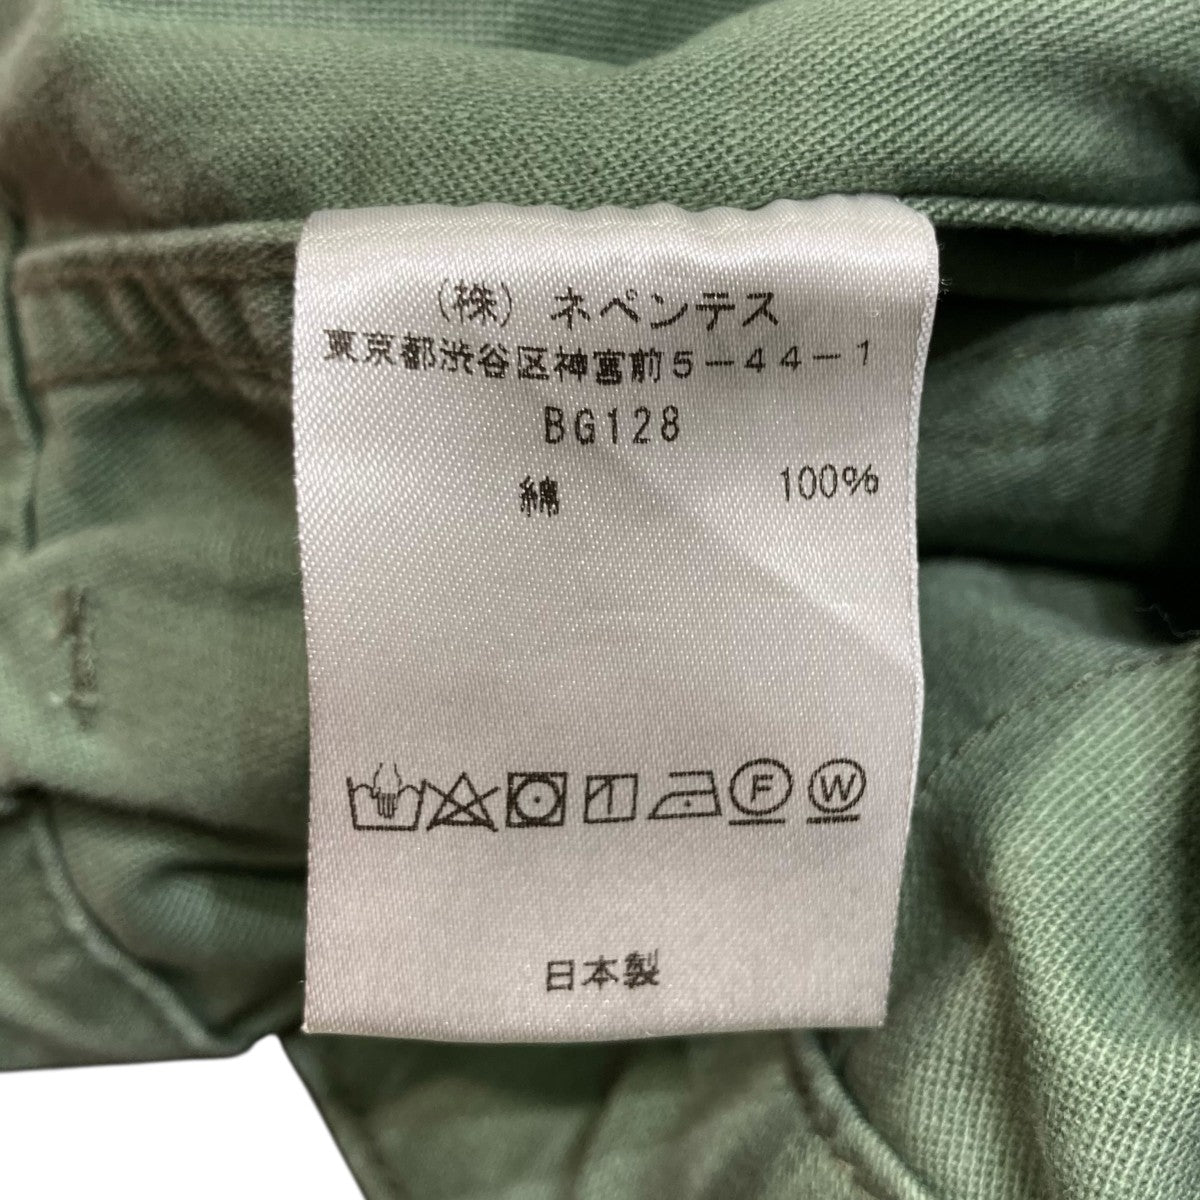 (株) ネペンテス
東京都渋谷区神宮前5-44-1
BG128
綿 100%
F W
日本製